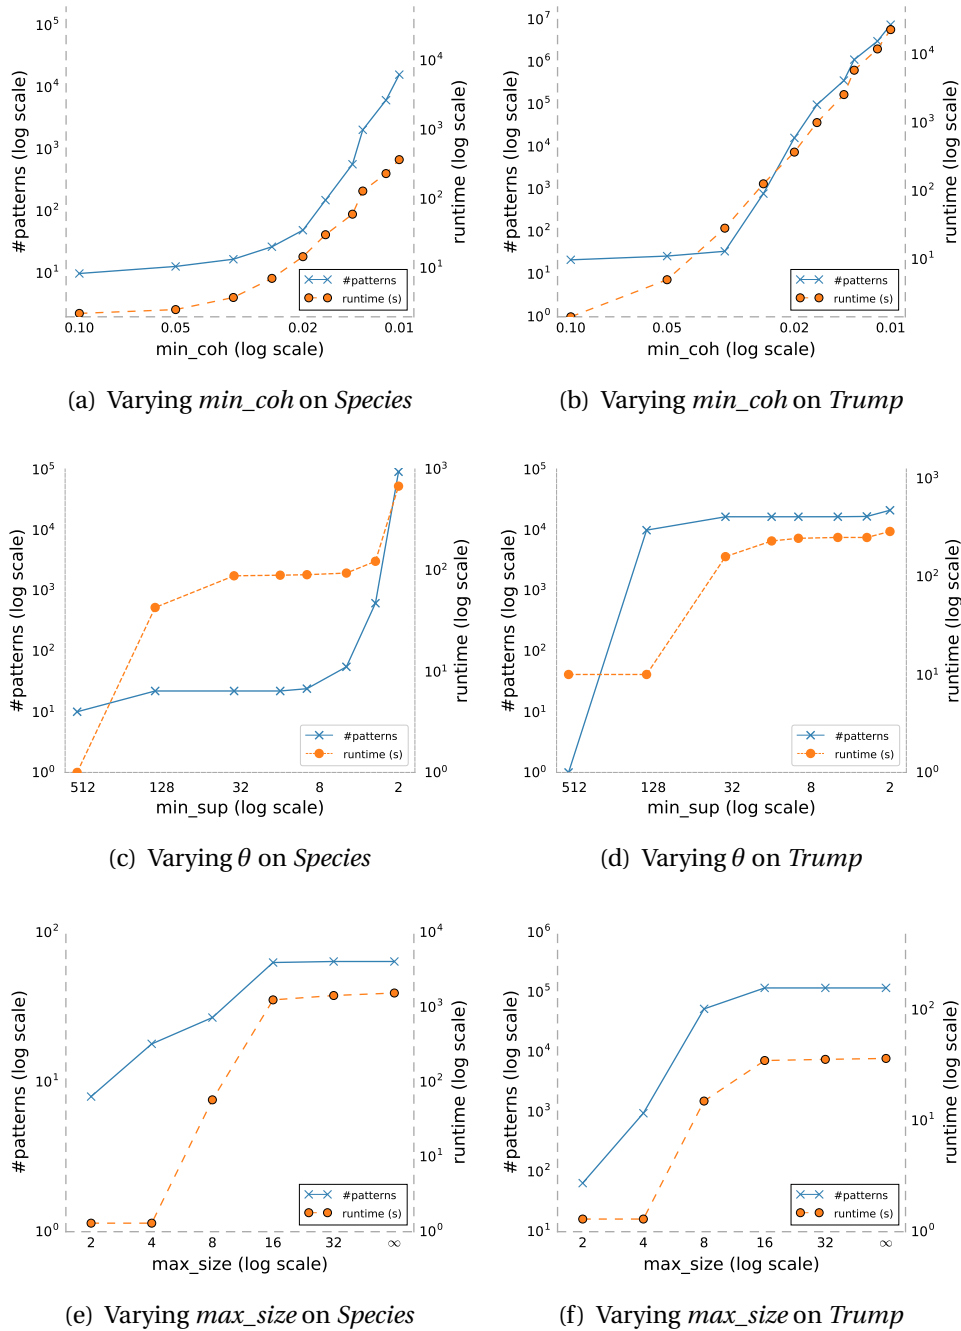 10^5
10^4
10^3
10^2
10^1
#patterns (log scale)
10^4
10^3
10^2
10^1
runtime (log scale)
#patterns
runtime (s)
0.10 0.05 0.02 0.01
min_coh (log scale)
(a) Varying min_coh on Species
10^7
10^6
10^5
10^4
10^3
10^2
10^1
10^0
#patterns (log scale)
10^4
10^3
10^2
10^1
runtime (log scale)
#patterns
runtime (s)
0.10 0.05 0.02 0.01
min_coh (log scale)
(b) Varying min_coh on Trump
10^5
10^4
10^3
10^2
10^1
10^0
#patterns (log scale)
10^3
10^2
10^1
10^0
runtime (log scale)
#patterns
runtime (s)
512 128 32 8 2
min_sup (log scale)
(c) Varying θ on Species
10^5
10^4
10^3
10^2
10^1
10^0
#patterns (log scale)
10^3
10^2
10^1
10^0
runtime (log scale)
#patterns
runtime (s)
512 128 32 8 2
min_sup (log scale)
(d) Varying θ on Trump
10^2
10^1
10^0
#patterns (log scale)
10^4
10^3
10^2
10^1
10^0
runtime (log scale)
#patterns
runtime (s)
2 4 8 16 32 ∞
max_size (log scale)
(e) Varying max_size on Species
10^6
10^5
10^4
10^3
10^2
10^1
#patterns (log scale)
10^2
10^1
10^0
runtime (log scale)
#patterns
runtime (s)
2 4 8 16 32 ∞
max_size (log scale)
(f) Varying max_size on Trump